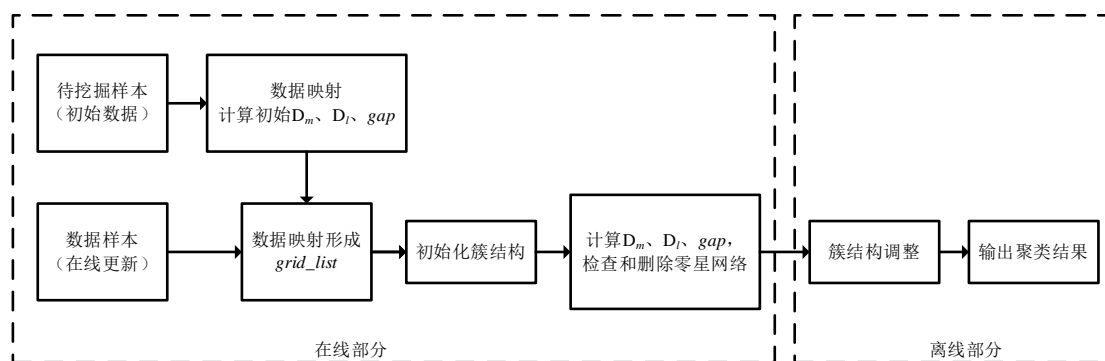 待挖掘样本
（初始数据）
数据映射
计算初始Dm、Dl、gap
数据样本
（在线更新）
数据映射形成
grid_list
初始化簇结构
计算Dm、Dl、gap，
检查和删除零星网络
簇结构调整
输出聚类结果
在线部分
离线部分